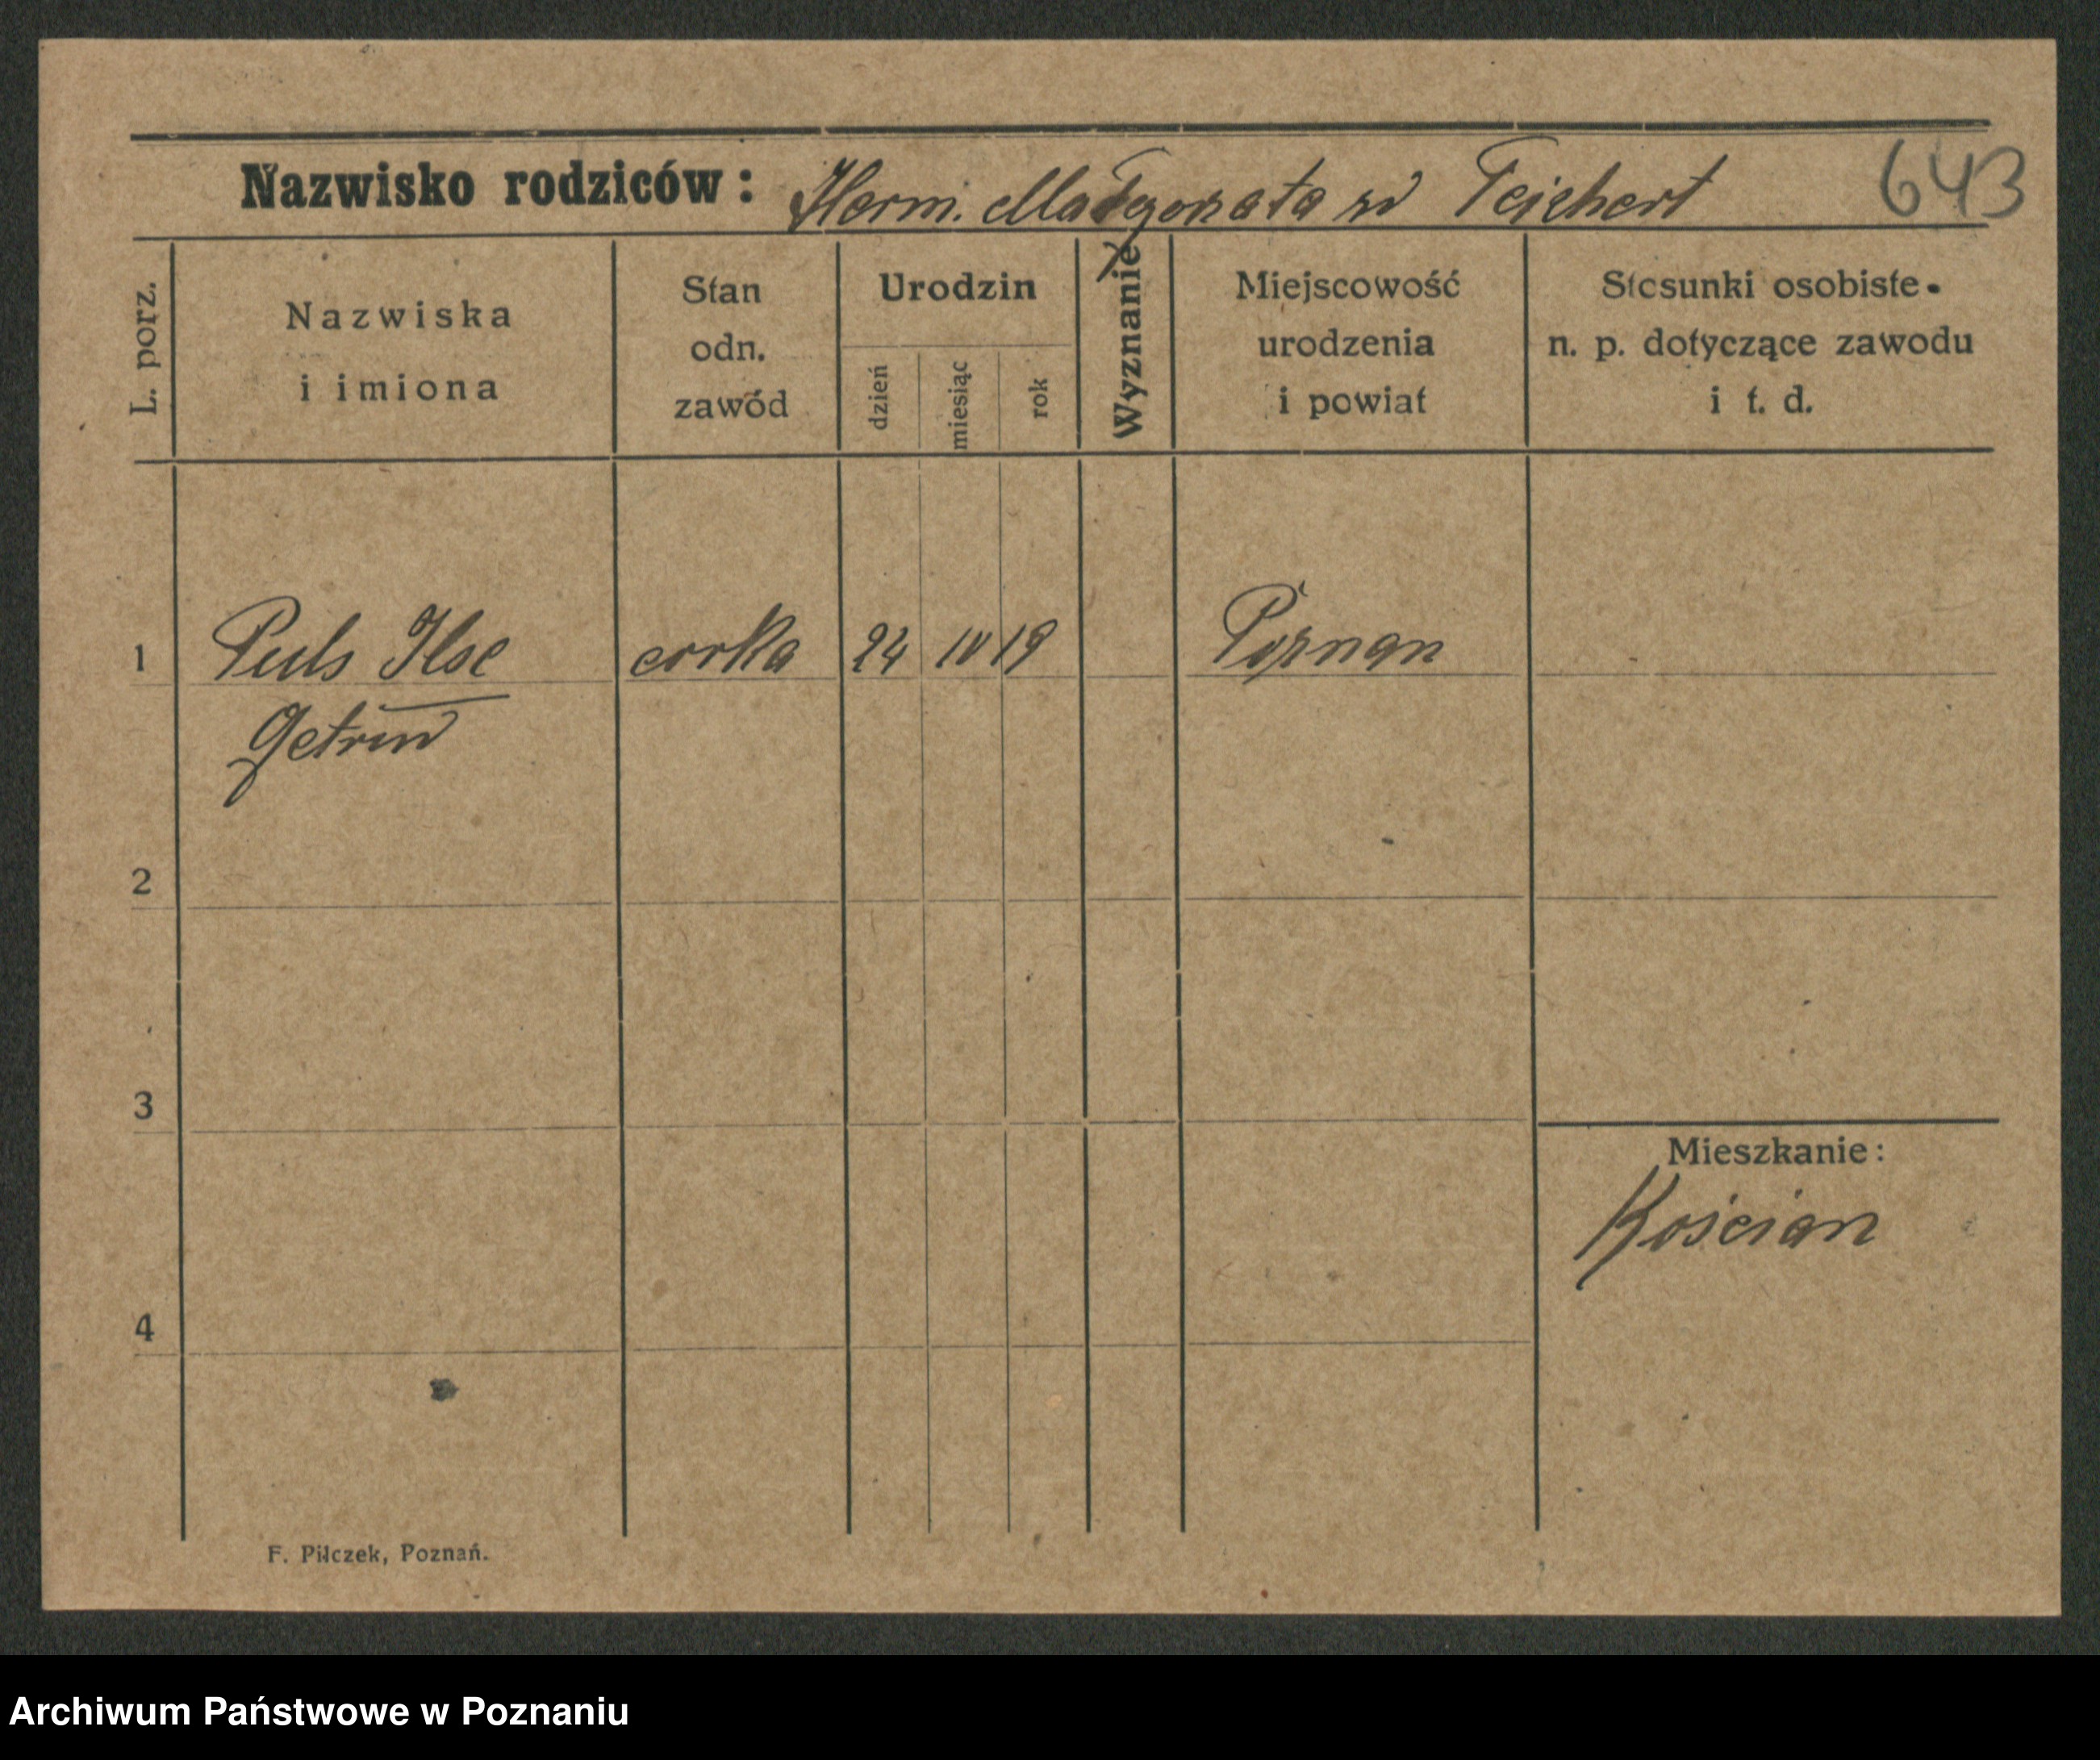 Nazwisko rodziców: Herm. Małgorzata zd Teichert 643
L. porz.
Nazwiska
i imiona
Stan
odn.
zawód
Urodzin
dzień
miesiąc
rok
Wyznanie
Miejscowość
urodzenia
i powiat
Stosunki osobiste
n. p. dotyczące zawodu
i t. d.
1 Puls Ilse corka 24 IV 19 Poznan
2
3
Mieszkanie:
Kościan
4
F. Pilczek, Poznań.
Archiwum Państwowe w Poznaniu